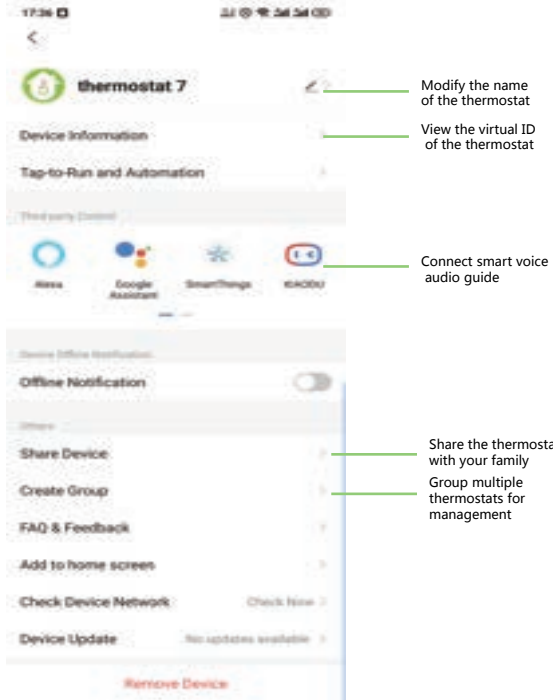 17:36
thermostat 7
Modify the name
of the thermostat
Device Information
View the virtual ID
of the thermostat
Tap-to-Run and Automation
Third-party Control
Alexa
Google
Assistant
SmartThings
XIAODU
Connect smart voice
audio guide
Device Offline Notification
Offline Notification
Others
Share Device
Share the thermosta
with your family
Create Group
Group multiple
thermostats for
management
FAQ & Feedback
Add to home screen
Check Device Network
Check Now
Device Update
No updates available
Remove Device